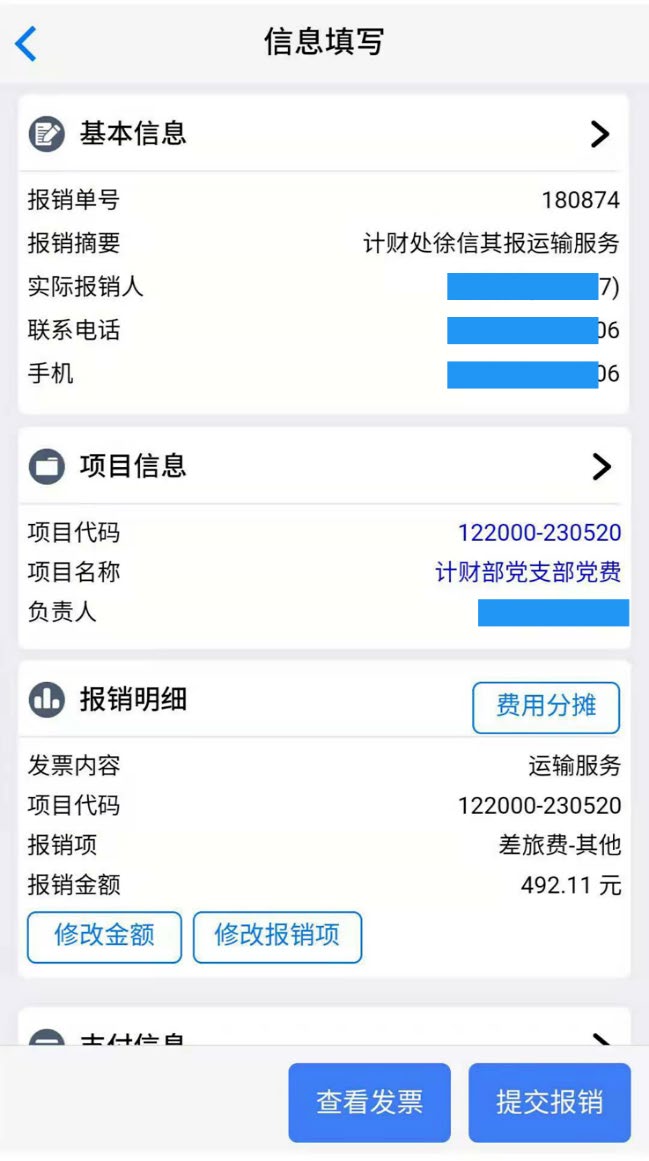 信息填写
基本信息
报销单号 180874
报销摘要 计财处徐信其报运输服务
实际报销人 7)
联系电话 06
手机 06
项目信息
项目代码 122000-230520
项目名称 计财部党支部党费
负责人
报销明细 费用分摊
发票内容 运输服务
项目代码 122000-230520
报销项 差旅费-其他
报销金额 492.11 元
修改金额 修改报销项
支付信息
查看发票 提交报销